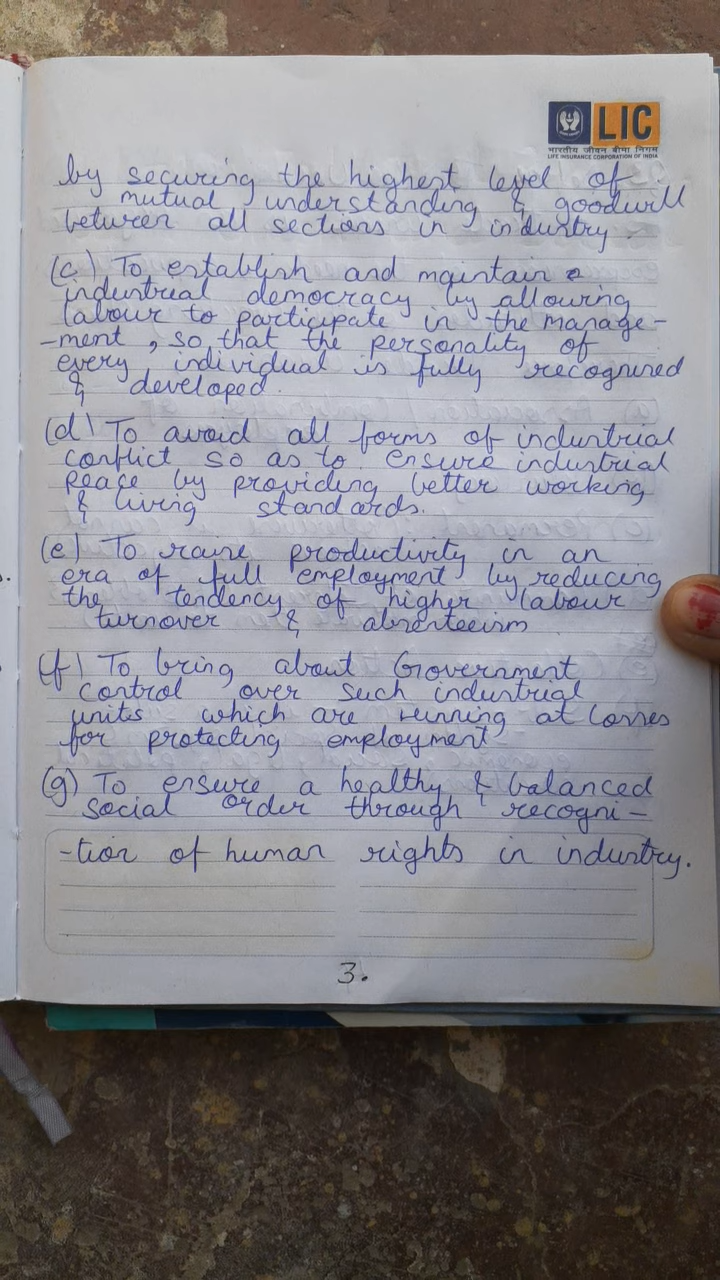 LIC
भारतीय जीवन बीमा निगम
LIFE INSURANCE CORPORATION OF INDIA
by securing the highest level of
mutual understanding & goodwill
between all sections in industry.
(c) To establish and maintain
industrial democracy by allowing
labour to participate in the manage-
-ment, so that the personality of
every individual is fully recognised
& developed.
(d) To avoid all forms of industrial
conflict so as to ensure industrial
peace by providing better working
& living standards.
(e) To raise productivity in an
era of full employment by reducing
the tendency of higher labour
turnover & absenteeism
(f) To bring about Government
control over such industrial
units which are running at losses
for protecting employment
(g) To ensure a healthy & balanced
social order through recogni-
-tion of human rights in industry.
3.